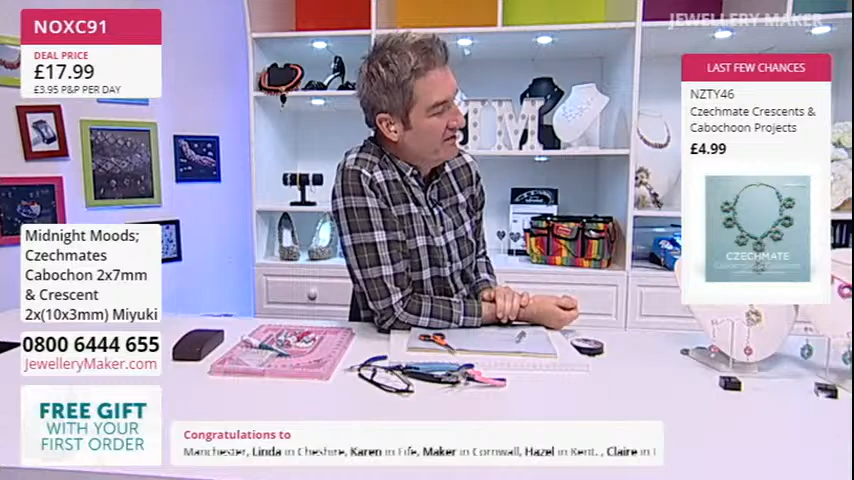 NOXC91
DEAL PRICE
£17.99
£3.95 P&P PER DAY
JEWELLERY MAKER
LAST FEW CHANCES
NZTY46
Czechmate Crescents &
Cabochoon Projects
£4.99
CZECHMATE
JM
Midnight Moods;
Czechmates
Cabochon 2x7mm
& Crescent
2x(10x3mm) Miyuki
0800 6444 655
JewelleryMaker.com
FREE GIFT
WITH YOUR
FIRST ORDER
Congratulations to
Manchester, Linda in Cheshire, Karen in Fife, Maker in Cornwall, Hazel in Kent, , Claire in